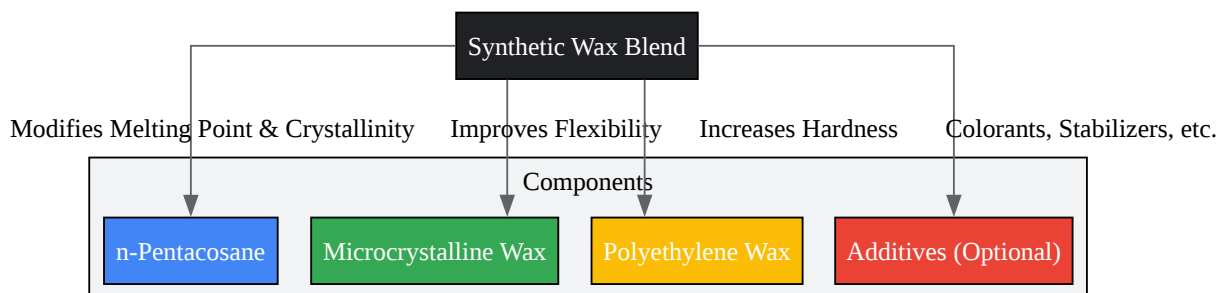 Synthetic Wax Blend
Modifies Melting Point & Crystallinity
Improves Flexibility
Increases Hardness
Colorants, Stabilizers, etc.
Components
n-Pentacosane
Microcrystalline Wax
Polyethylene Wax
Additives (Optional)